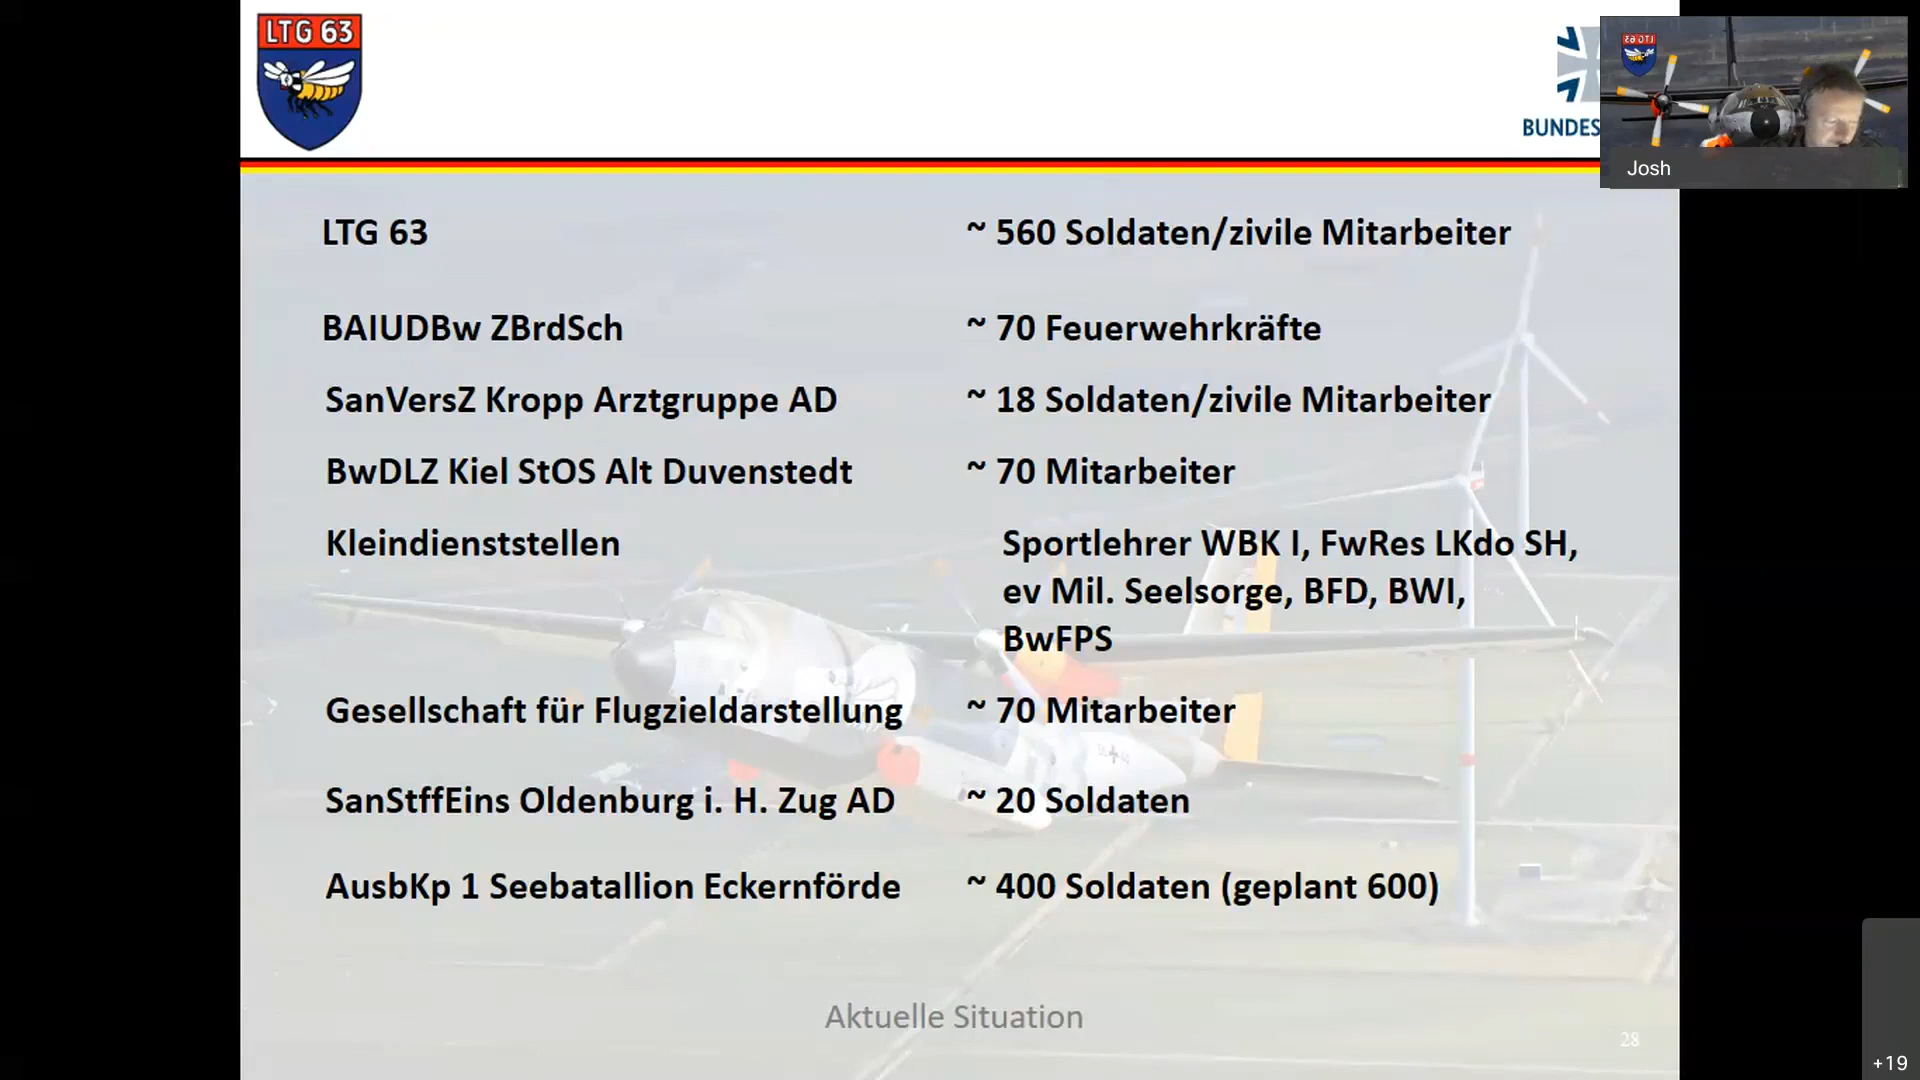 LTG 63
BUNDES
Josh
LTG 63
~ 560 Soldaten/zivile Mitarbeiter
BAIUDBw ZBrdSch
~ 70 Feuerwehrkräfte
SanVersZ Kropp Arztgruppe AD
~ 18 Soldaten/zivile Mitarbeiter
BwDLZ Kiel StOS Alt Duvenstedt
~ 70 Mitarbeiter
Kleindienststellen
Sportlehrer WBK I, FwRes LKdo SH,
ev Mil. Seelsorge, BFD, BWI,
BwFPS
Gesellschaft für Flugzieldarstellung
~ 70 Mitarbeiter
SanStffEins Oldenburg i. H. Zug AD
~ 20 Soldaten
AusbKp 1 Seebatallion Eckernförde
~ 400 Soldaten (geplant 600)
Aktuelle Situation
28
+19